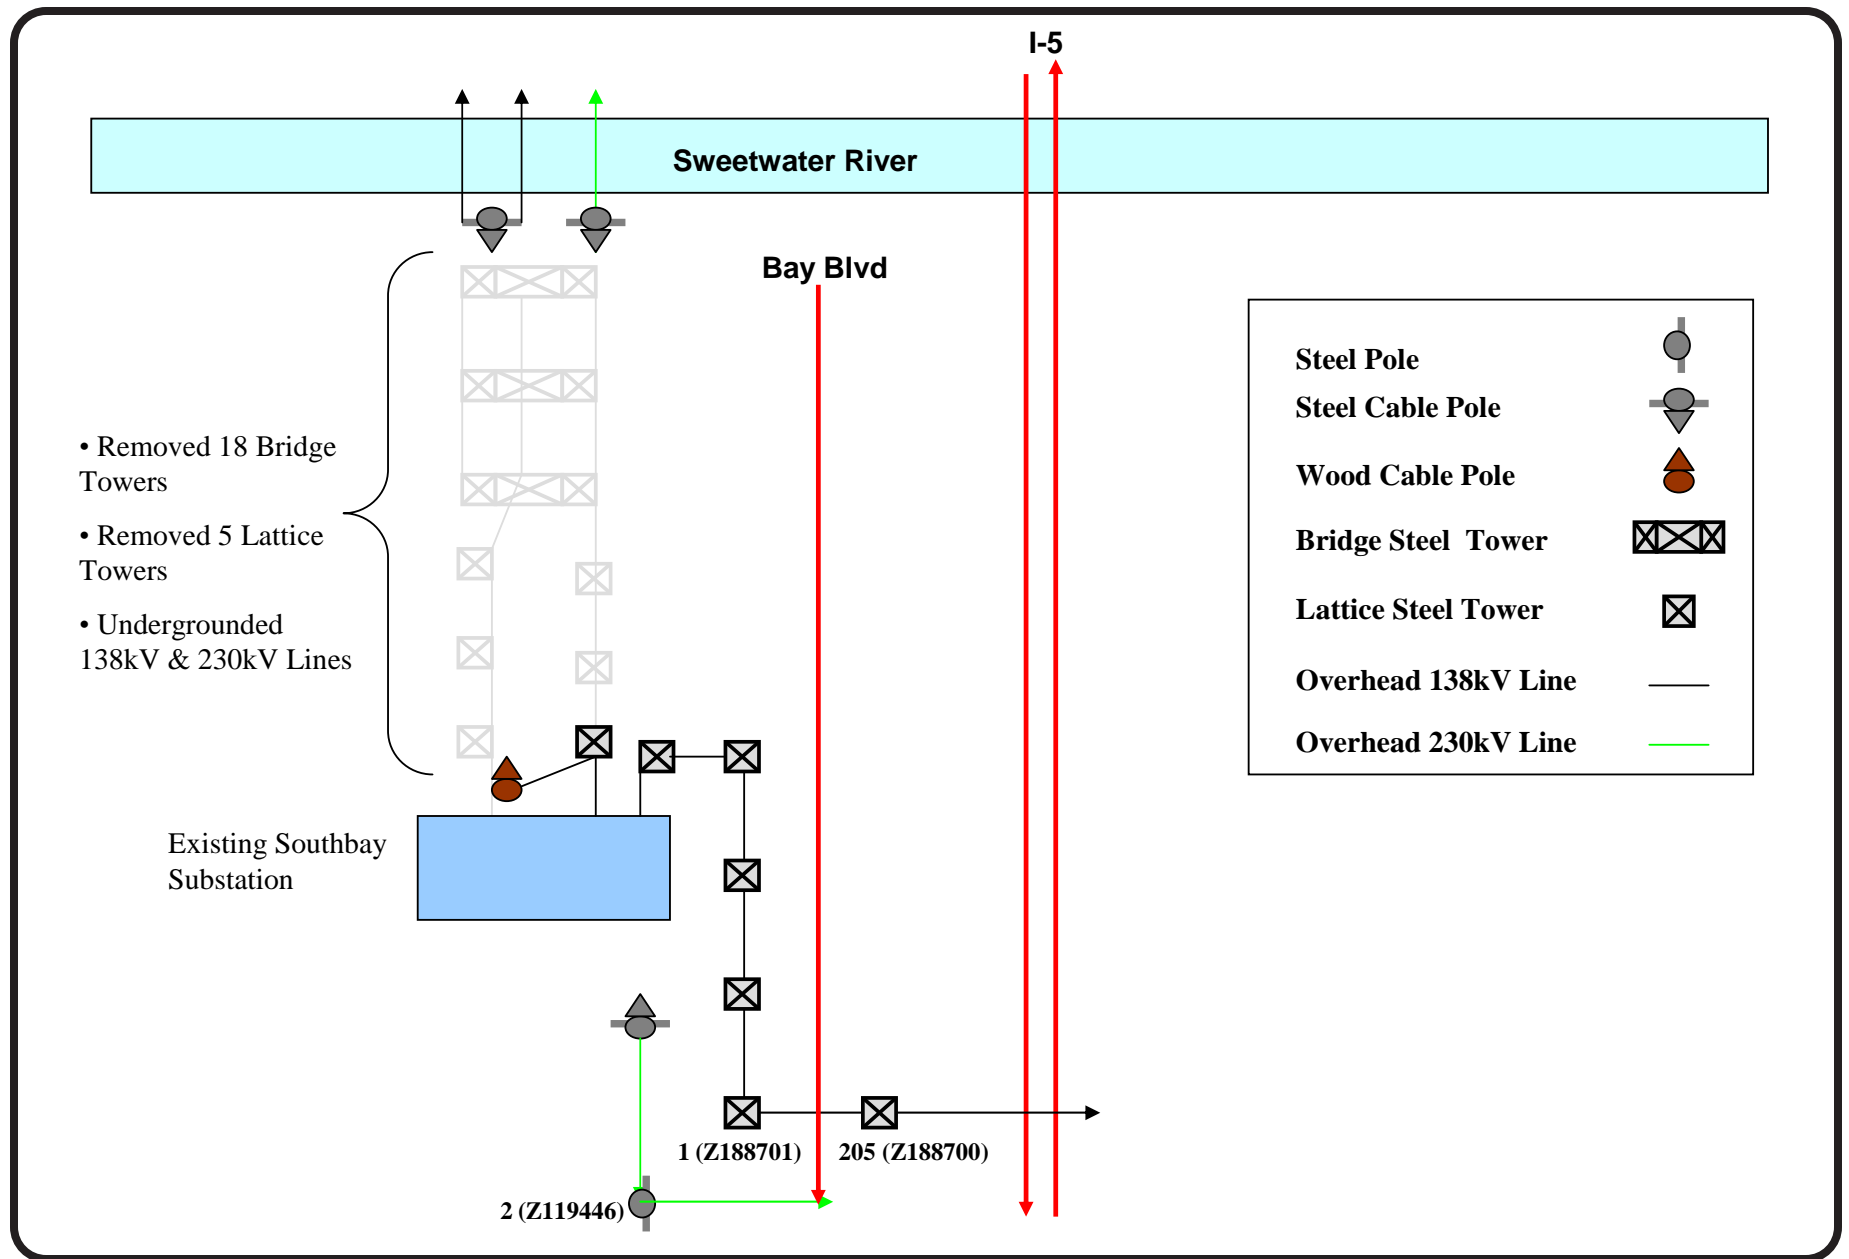 I-5
Sweetwater River
Bay Blvd
• Removed 18 Bridge
Towers
• Removed 5 Lattice
Towers
• Undergrounded
138kV & 230kV Lines
Steel Pole
Steel Cable Pole
Wood Cable Pole
Bridge Steel Tower
Lattice Steel Tower
Overhead 138kV Line
Overhead 230kV Line
Existing Southbay
Substation
1 (Z188701)
205 (Z188700)
2 (Z119446)